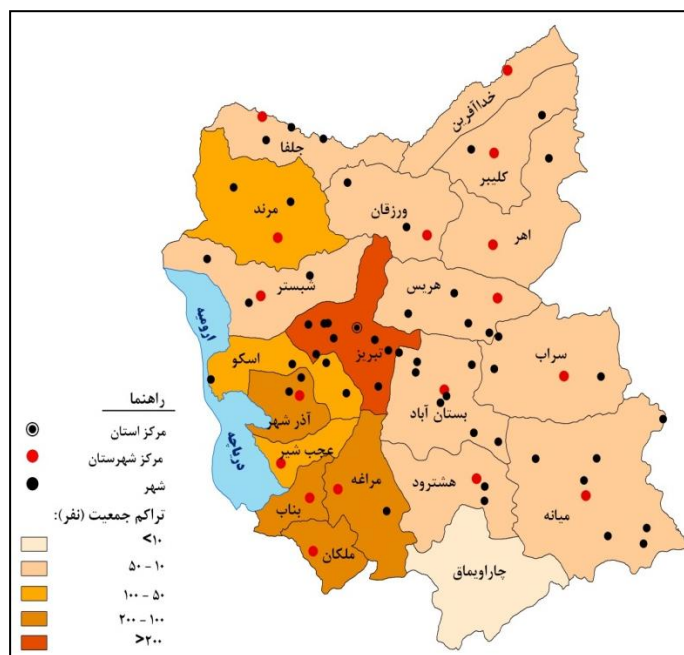 خداآفرین
جلفا
کلیبر
ورزقان
مرند
اهر
شبستر
هریس
ارومیه
تبریز
اسکو
سراب
بستان آباد
آذر شهر
دریاچه
عجب شیر
مراغه
هشترود
میانه
بناب
ملکان
چاراویماق
راهنما
مرکز استان
مرکز شهرستان
شهر
تراکم جمعیت (نفر):
<۱۰
۵۰ - ۱۰
۱۰۰ - ۵۰
۲۰۰ - ۱۰۰
>۲۰۰